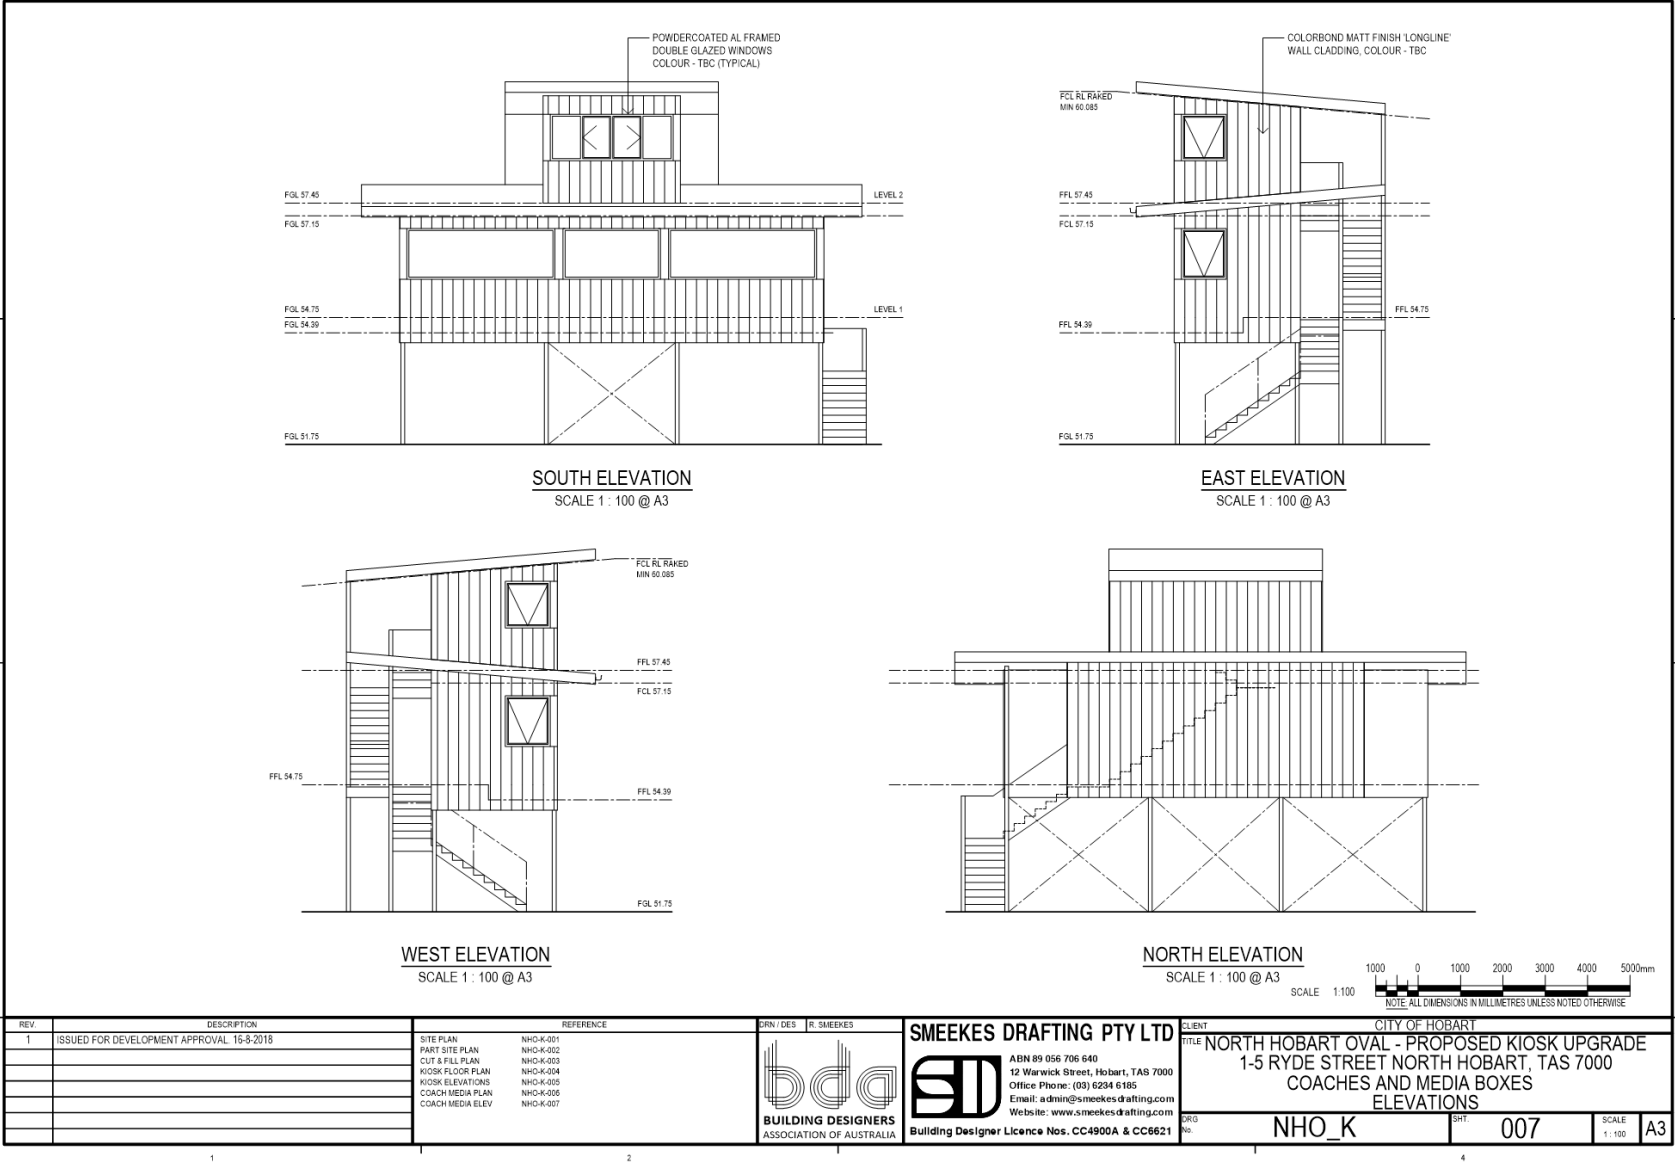 POWDERCOATED AL FRAMED
DOUBLE GLAZED WINDOWS
COLOUR - TBC (TYPICAL)
FGL 57.45
LEVEL 2
FGL 57.15
FGL 54.75
LEVEL 1
FGL 54.39
FGL 51.75
SOUTH ELEVATION
SCALE 1 : 100 @ A3
COLORBOND MATT FINISH 'LONGLINE'
WALL CLADDING, COLOUR - TBC
FCL RL RAKED
MIN 60.085
FFL 57.45
FCL 57.15
FFL 54.75
FFL 54.39
FGL 51.75
EAST ELEVATION
SCALE 1 : 100 @ A3
FCL RL RAKED
MIN 60.085
FFL 57.45
FCL 57.15
FFL 54.75
FFL 54.39
FGL 51.75
WEST ELEVATION
SCALE 1 : 100 @ A3
NORTH ELEVATION
SCALE 1 : 100 @ A3
1000 0 1000 2000 3000 4000 5000mm
SCALE 1:100
NOTE: ALL DIMENSIONS IN MILLIMETRES UNLESS NOTED OTHERWISE
REV. DESCRIPTION
1 ISSUED FOR DEVELOPMENT APPROVAL. 16-8-2018
REFERENCE
SITE PLAN NHO-K-001
PART SITE PLAN NHO-K-002
CUT & FILL PLAN NHO-K-003
KIOSK FLOOR PLAN NHO-K-004
KIOSK ELEVATIONS NHO-K-005
COACH MEDIA PLAN NHO-K-006
COACH MEDIA ELEV NHO-K-007
DRN / DES R. SMEEKES
bda
BUILDING DESIGNERS
ASSOCIATION OF AUSTRALIA
SMEEKES DRAFTING PTY LTD
SD
ABN 89 056 706 640
12 Warwick Street, Hobart, TAS 7000
Office Phone: (03) 6234 6185
Email: admin@smeekesdrafting.com
Website: www.smeekesdrafting.com
Building Designer Licence Nos. CC4900A & CC6621
CLIENT CITY OF HOBART
TITLE NORTH HOBART OVAL - PROPOSED KIOSK UPGRADE
1-5 RYDE STREET NORTH HOBART, TAS 7000
COACHES AND MEDIA BOXES
ELEVATIONS
DRG No. NHO_K
SHT. 007
SCALE 1 : 100
A3
1 2 4